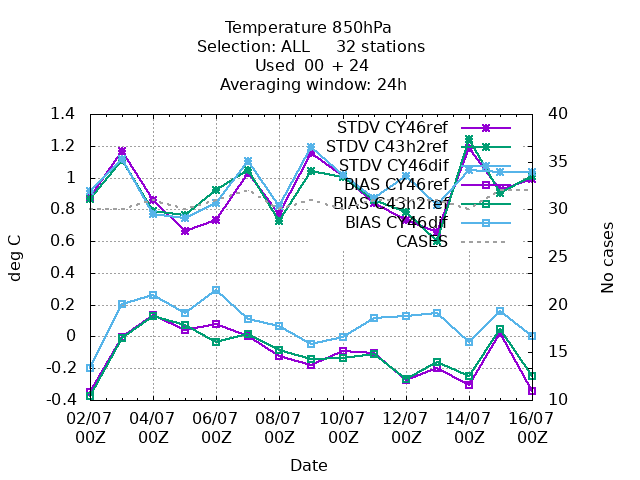 Temperature 850hPa
Selection: ALL 32 stations
Used 00 + 24
Averaging window: 24h
1.4
1.2
1
0.8
0.6
0.4
0.2
0
-0.2
-0.4
deg C
40
35
30
25
20
15
10
No cases
STDV CY46ref
STDV C43h2ref
STDV CY46dif
BIAS CY46ref
BIAS C43h2ref
BIAS CY46dif
CASES
02/07 04/07 06/07 08/07 10/07 12/07 14/07 16/07
00Z 00Z 00Z 00Z 00Z 00Z 00Z 00Z
Date